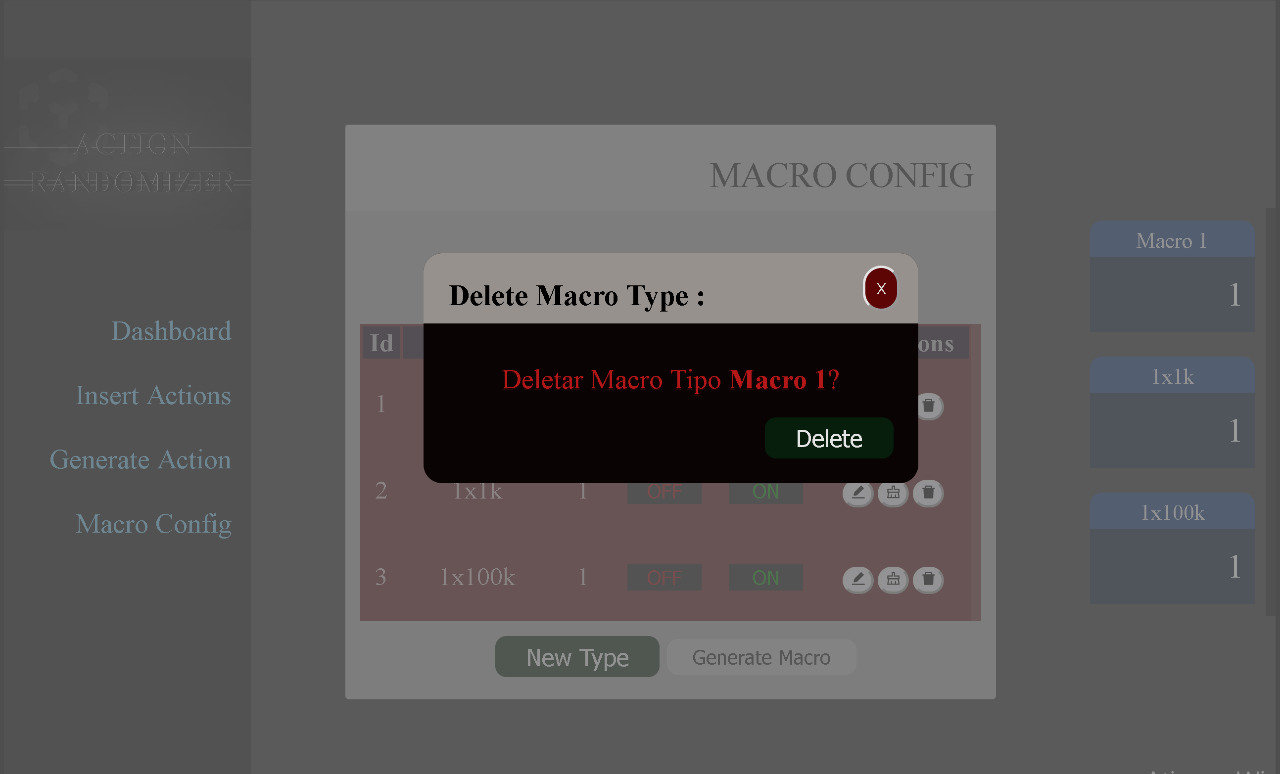 ACTION
RANDOMIZER
Dashboard
Insert Actions
Generate Action
Macro Config
MACRO CONFIG
Delete Macro Type :
X
Deletar Macro Tipo Macro 1?
Delete
Id
ons
1
2 1x1k 1 OFF ON
3 1x100k 1 OFF ON
New Type Generate Macro
Macro 1
1
1x1k
1
1x100k
1